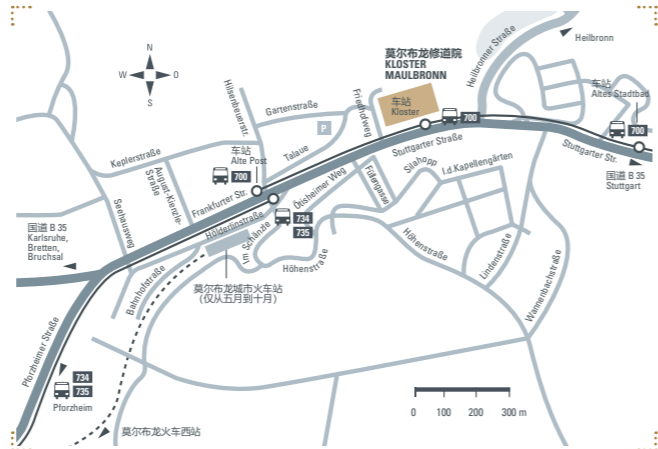 N
W
O
S
莫尔布龙修道院
KLOSTER
MAULBRONN
Heilbronner Straße
Heilbronn
车站
Kloster
700
车站
Altes Stadtbad
700
Hilsenbeuerstr.
Gartenstraße
Friedhofweg
P
Talaue
Stuttgarter Straße
Stuttgarter Str.
国道 B 35
Stuttgart
Keplerstraße
车站
Alte Post
700
August-Kienzle-
Straße
Frankfurter Str.
Ölisheimer Weg
Füllengasse
Silahopp
I.d.Kapellengärten
Seehausweg
国道 B 35
Karlsruhe,
Bretten,
Bruchsal
Hölderlinstraße
734
735
Im Schänzle
Höhenstraße
Höhenstraße
Lindenstraße
Wannenbachstraße
Bahnhofstraße
莫尔布龙城市火车站
(仅从五月到十月)
Pforzheimer Straße
734
735
Pforzheim
莫尔布龙火车西站
0 100 200 300 m